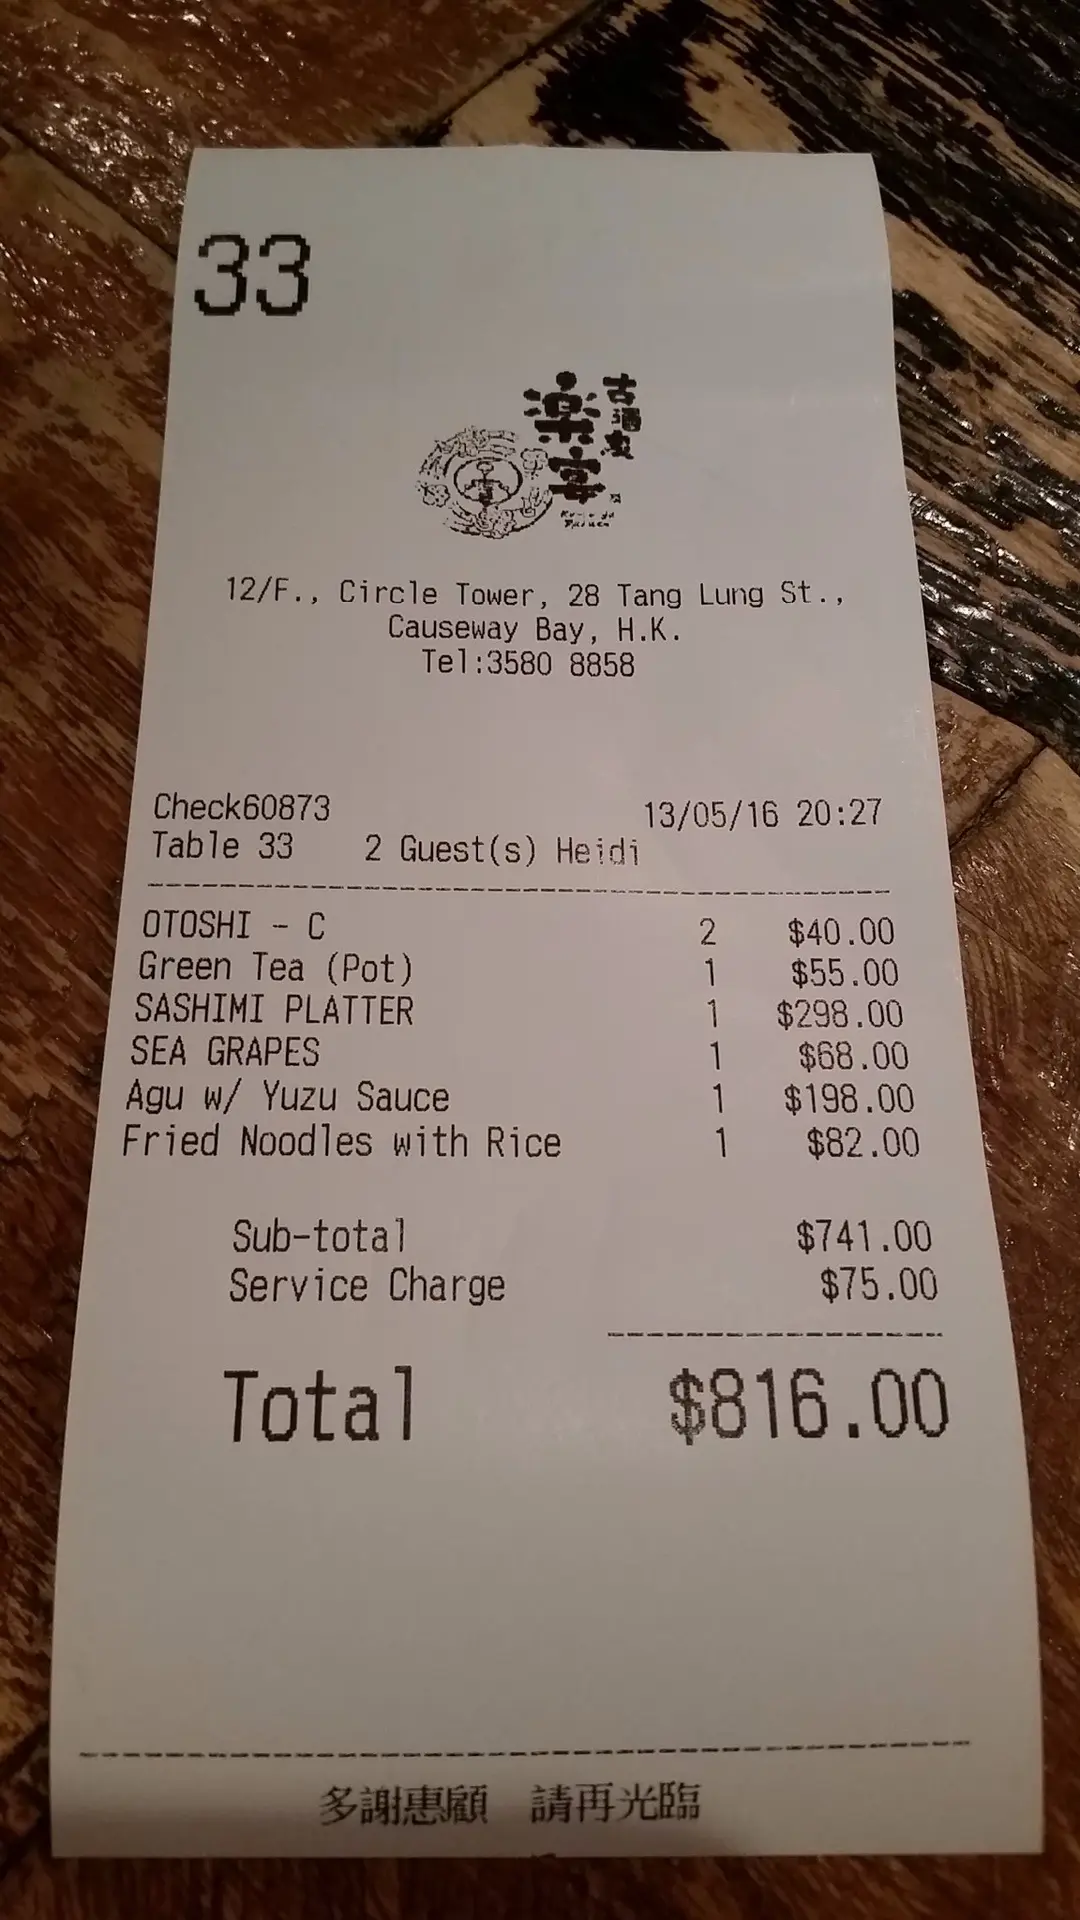 33
古酒家
楽宴
12/F., Circle Tower, 28 Tang Lung St.,
Causeway Bay, H.K.
Tel:3580 8858
Check60873 13/05/16 20:27
Table 33 2 Guest(s) Heidi
OTOSHI - C 2 $40.00
Green Tea (Pot) 1 $55.00
SASHIMI PLATTER 1 $298.00
SEA GRAPES 1 $68.00
Agu w/ Yuzu Sauce 1 $198.00
Fried Noodles with Rice 1 $82.00
Sub-total $741.00
Service Charge $75.00
Total $816.00
多謝惠顧 請再光臨